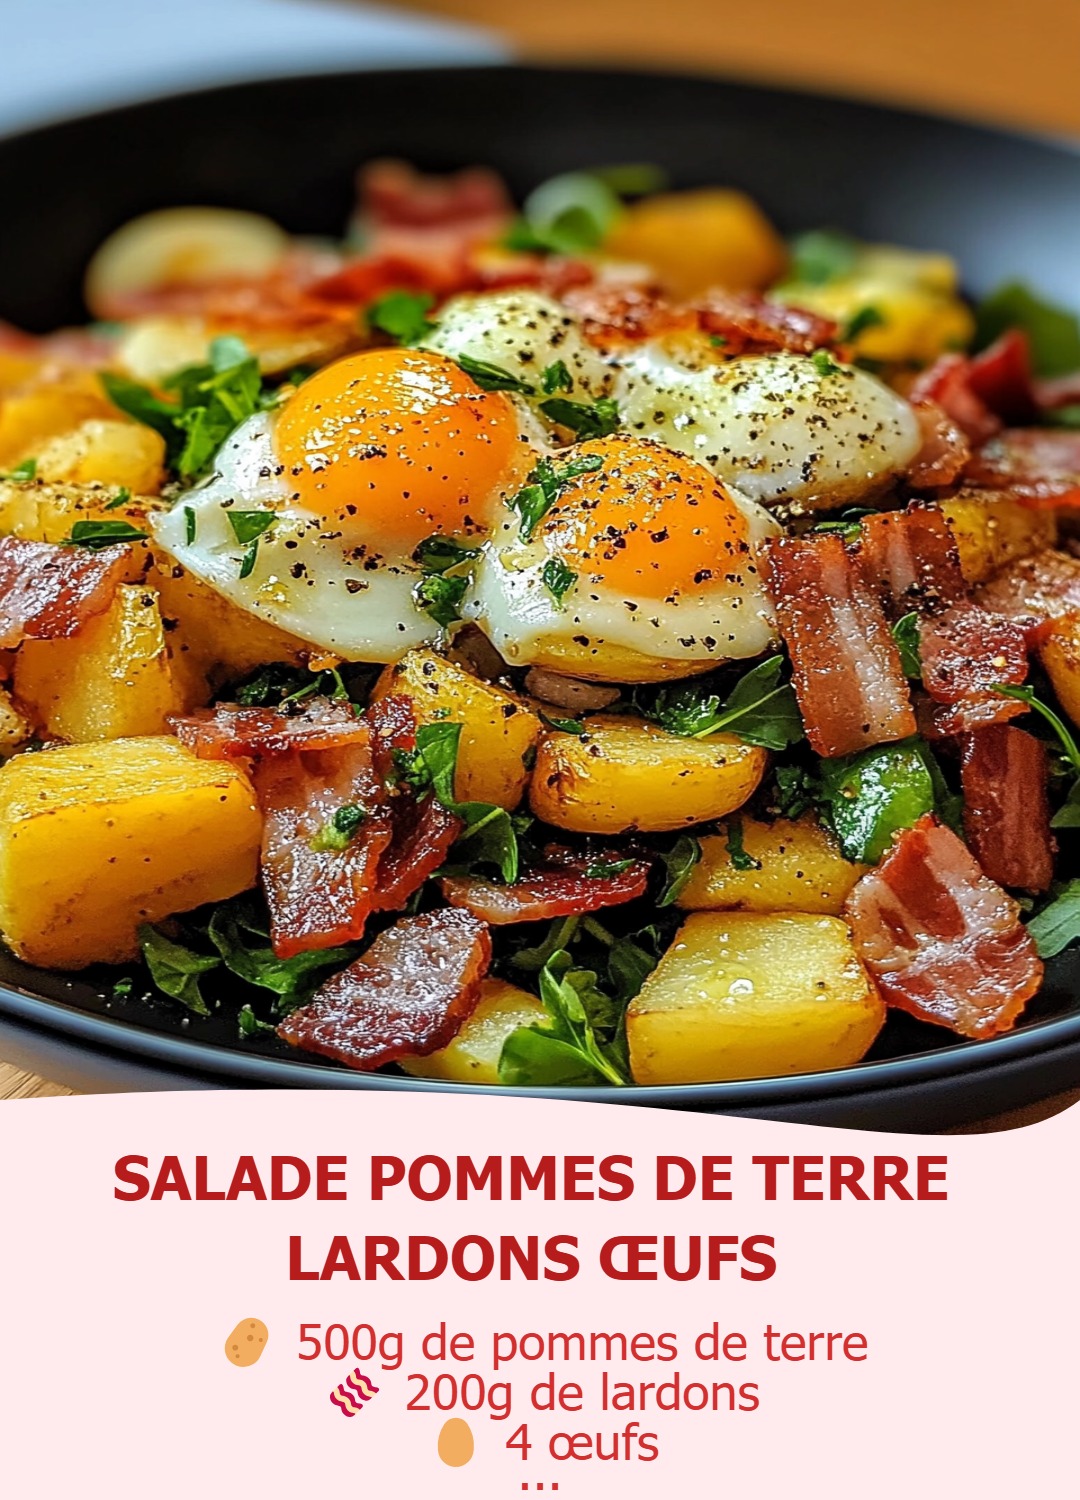 SALADE POMMES DE TERRE
LARDONS ŒUFS
500g de pommes de terre
200g de lardons
4 œufs
...